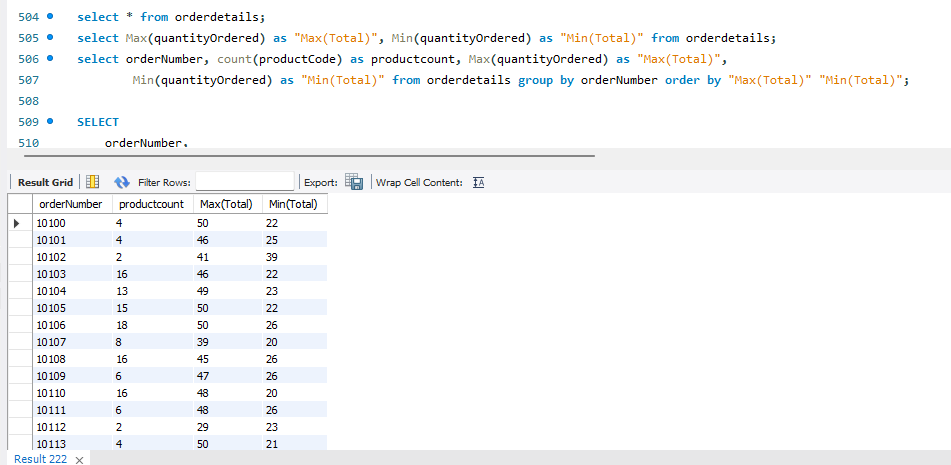 504 select * from orderdetails;
505 select Max(quantityOrdered) as "Max(Total)", Min(quantityOrdered) as "Min(Total)" from orderdetails;
506 select orderNumber, count(productCode) as productcount, Max(quantityOrdered) as "Max(Total)",
507 Min(quantityOrdered) as "Min(Total)" from orderdetails group by orderNumber order by "Max(Total)" "Min(Total)";
508
509 SELECT
510 orderNumber,
Result Grid Filter Rows: Export: Wrap Cell Content:
orderNumber productcount Max(Total) Min(Total)
10100 4 50 22
10101 4 46 25
10102 2 41 39
10103 16 46 22
10104 13 49 23
10105 15 50 22
10106 18 50 26
10107 8 39 20
10108 16 45 26
10109 6 47 26
10110 16 48 20
10111 6 48 26
10112 2 29 23
10113 4 50 21
Result 222